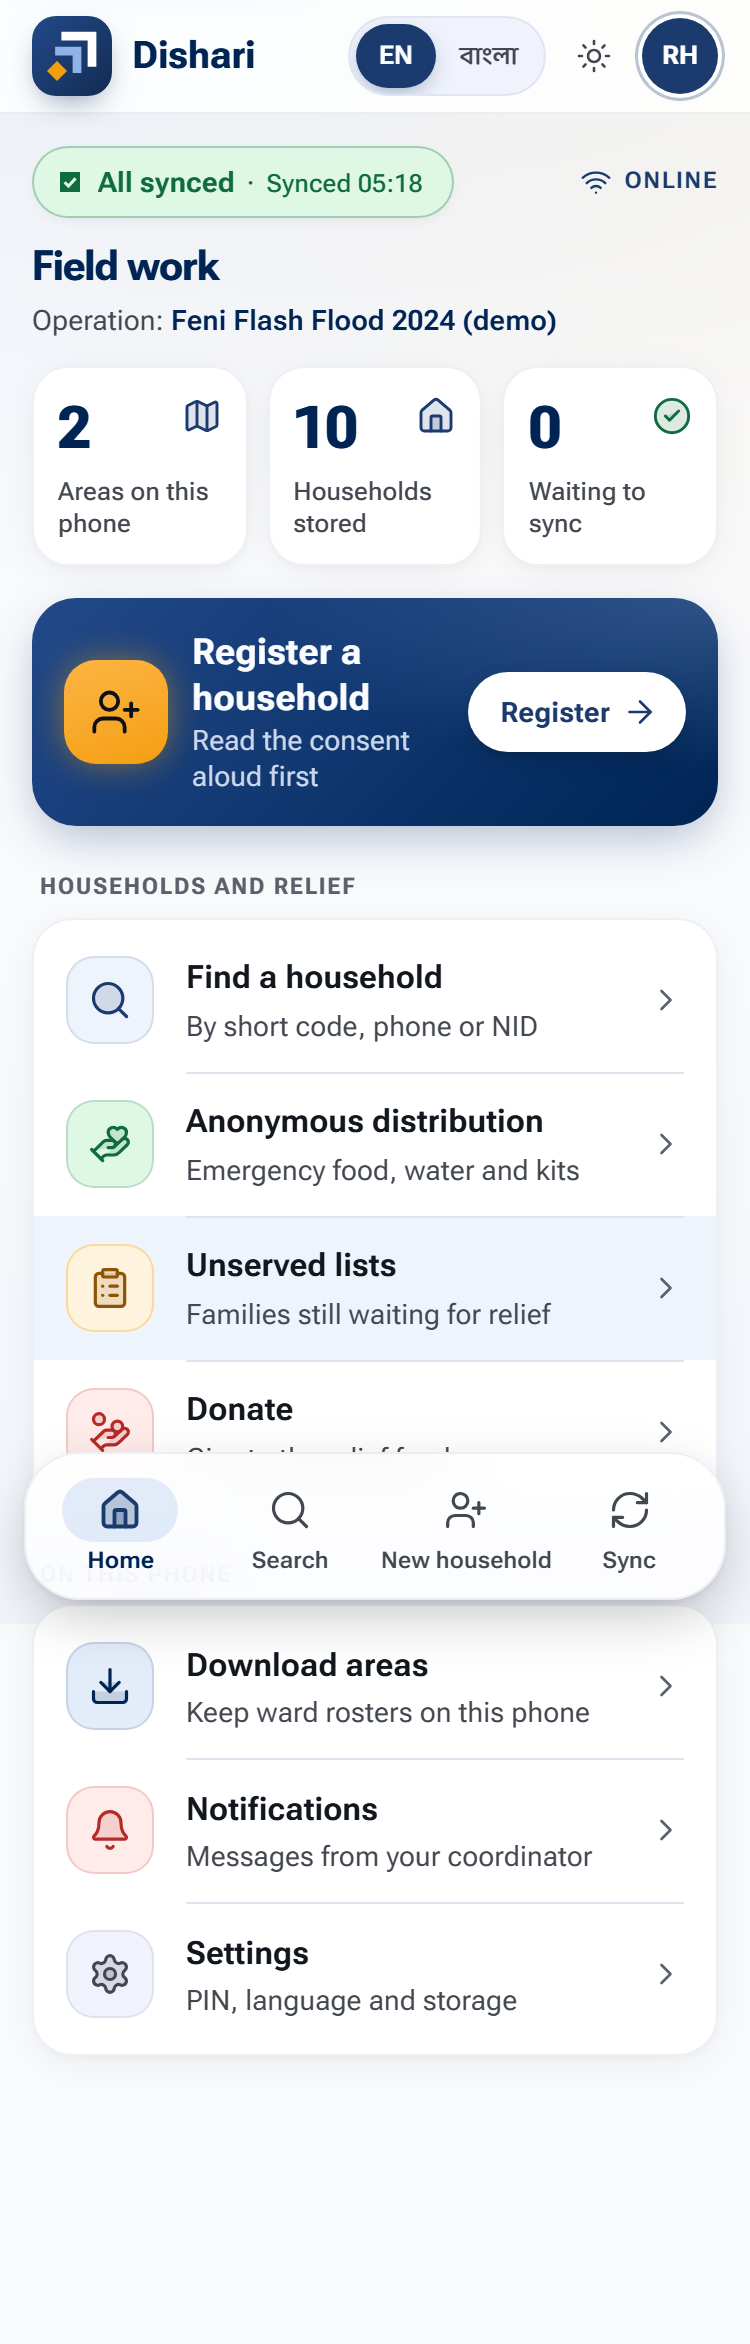 Dishari
EN
বাংলা
RH
All synced · Synced 05:18
ONLINE
Field work
Operation: Feni Flash Flood 2024 (demo)
2
Areas on this
phone
10
Households
stored
0
Waiting to
sync
Register a
household
Read the consent
aloud first
Register
HOUSEHOLDS AND RELIEF
Find a household
By short code, phone or NID
Anonymous distribution
Emergency food, water and kits
Unserved lists
Families still waiting for relief
Donate
Home
Search
New household
Sync
ON THIS PHONE
Download areas
Keep ward rosters on this phone
Notifications
Messages from your coordinator
Settings
PIN, language and storage